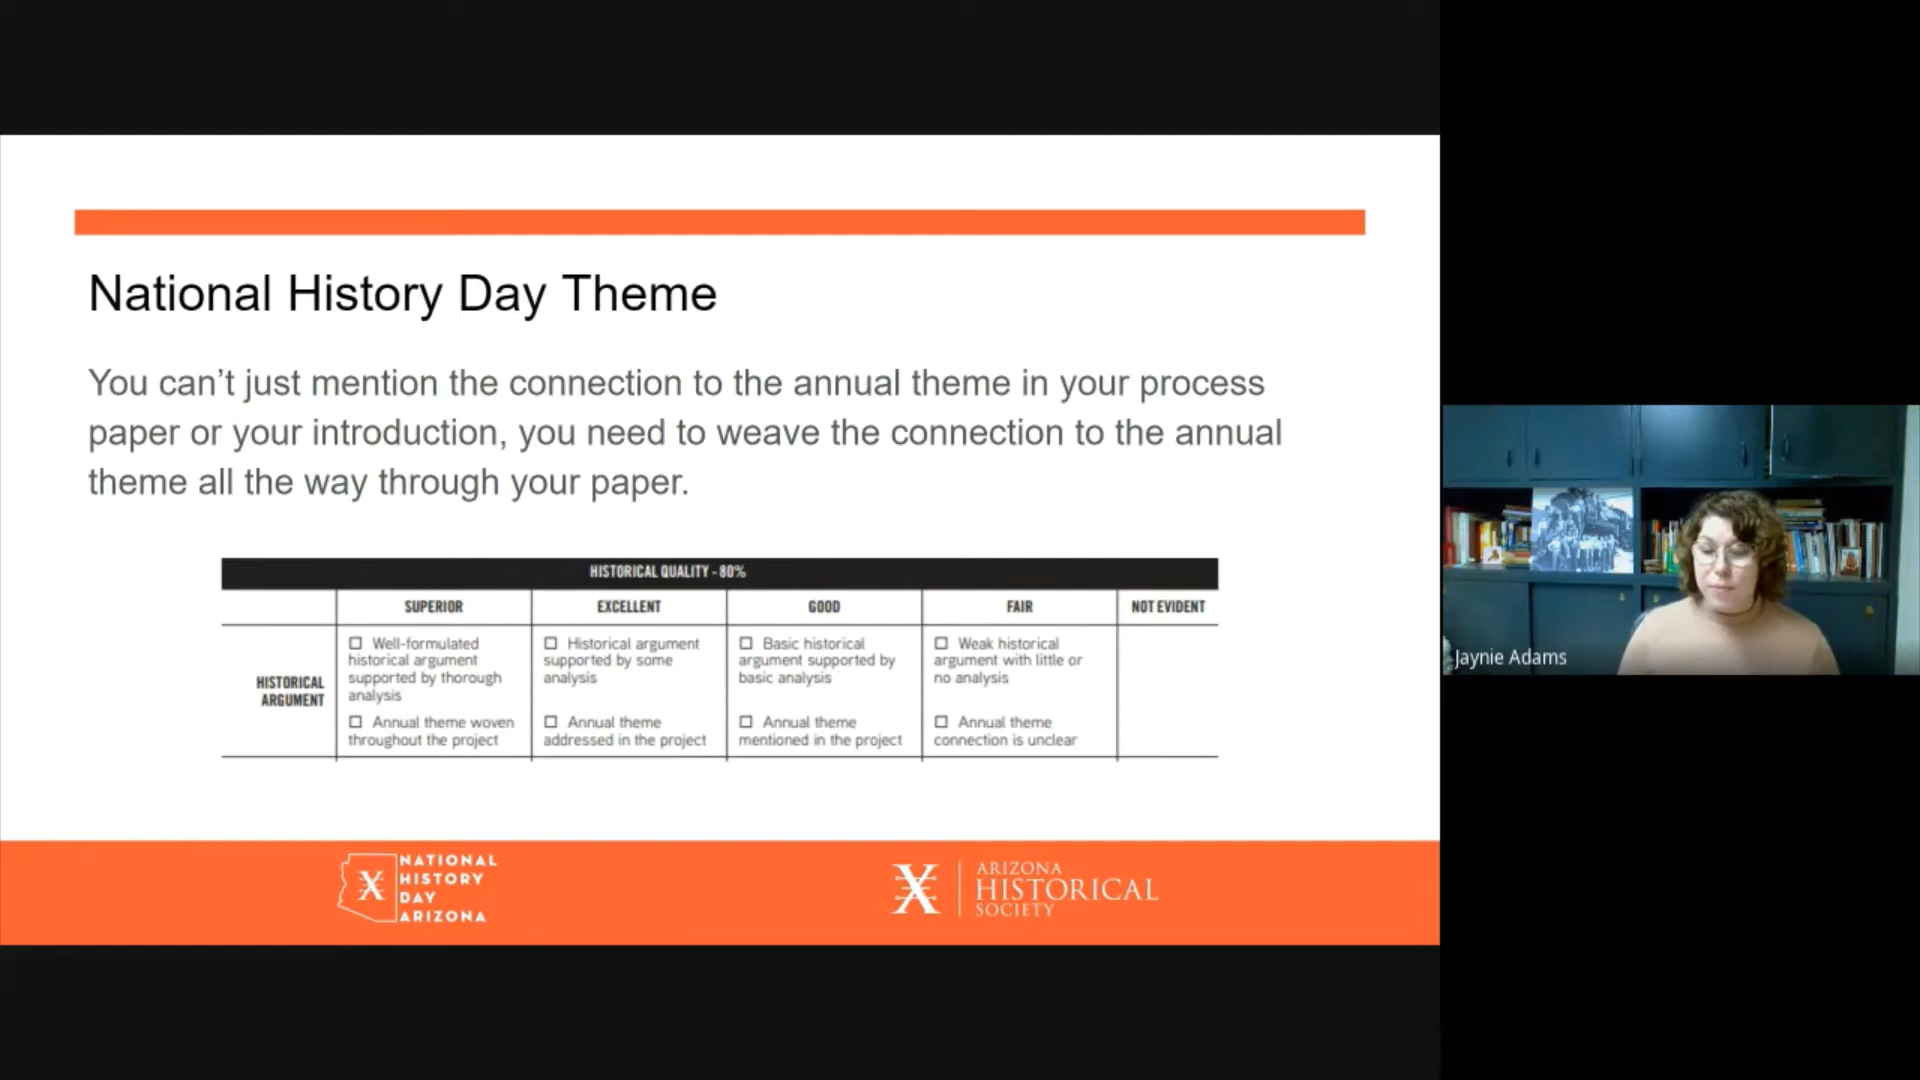 National History Day Theme
You can’t just mention the connection to the annual theme in your process
paper or your introduction, you need to weave the connection to the annual
theme all the way through your paper.
HISTORICAL QUALITY - 80%
SUPERIOR
EXCELLENT
GOOD
FAIR
NOT EVIDENT
HISTORICAL
ARGUMENT
☐ Well-formulated
historical argument
supported by thorough
analysis
☐ Annual theme woven
throughout the project
☐ Historical argument
supported by some
analysis
☐ Annual theme
addressed in the project
☐ Basic historical
argument supported by
basic analysis
☐ Annual theme
mentioned in the project
☐ Weak historical
argument with little or
no analysis
☐ Annual theme
connection is unclear
NATIONAL
HISTORY
DAY
ARIZONA
ARIZONA
HISTORICAL
SOCIETY
Jaynie Adams